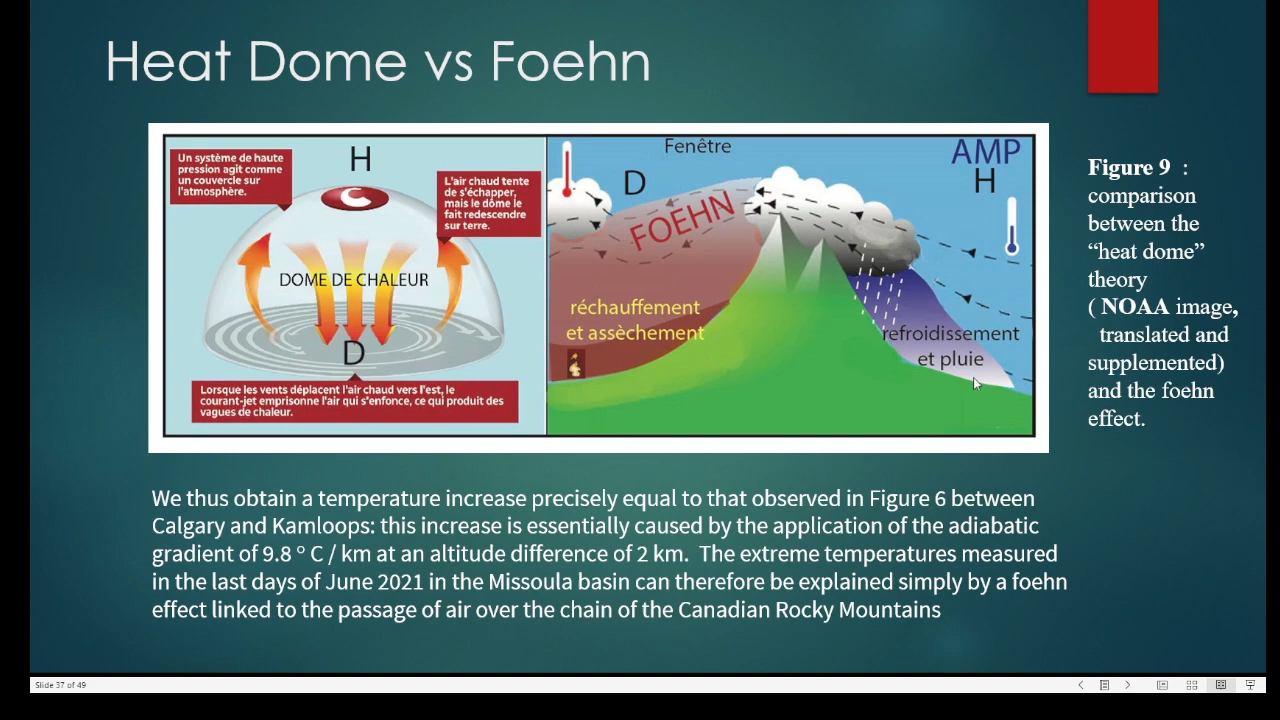 Heat Dome vs Foehn
Un système de haute
pression agit comme
un couvercle sur
l'atmosphère.
H
C
L'air chaud tente
de s'échapper,
mais le dôme le
fait redescendre
sur terre.
DOME DE CHALEUR
D
Lorsque les vents déplacent l'air chaud vers l'est, le
courant-jet emprisonne l'air qui s'enfonce, ce qui produit des
vagues de chaleur.
Fenêtre
D
AMP
H
FOEHN
réchauffement
et assèchement
refroidissement
et pluie
Figure 9 :
comparison
between the
“heat dome”
theory
( NOAA image,
translated and
supplemented)
and the foehn
effect.
We thus obtain a temperature increase precisely equal to that observed in Figure 6 between
Calgary and Kamloops: this increase is essentially caused by the application of the adiabatic
gradient of 9.8 ° C / km at an altitude difference of 2 km. The extreme temperatures measured
in the last days of June 2021 in the Missoula basin can therefore be explained simply by a foehn
effect linked to the passage of air over the chain of the Canadian Rocky Mountains
Slide 37 of 49